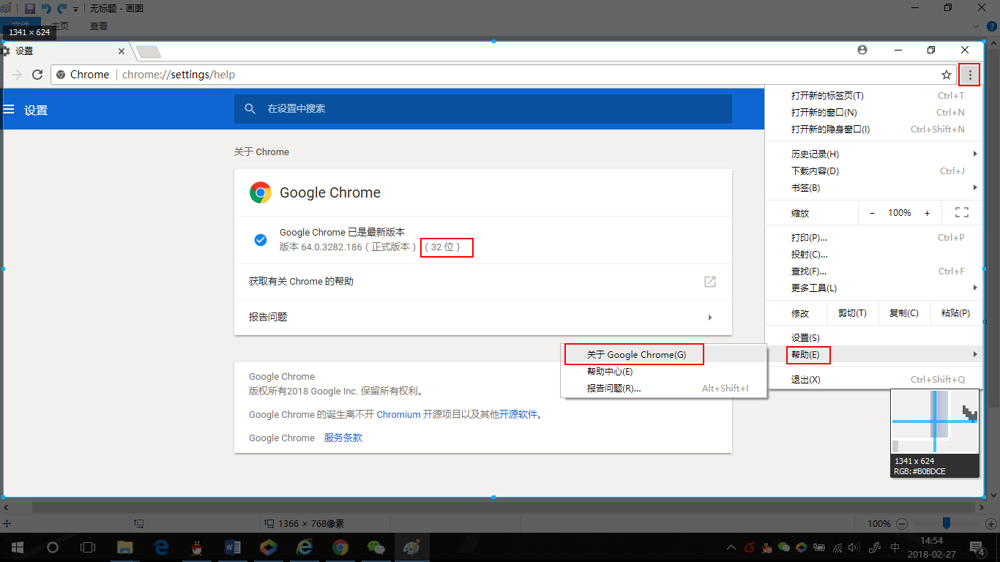 无标题 - 画图
文件
主页
查看
1341 × 624
设置
Chrome
chrome://settings/help
设置
在设置中搜索
关于 Chrome
Google Chrome
Google Chrome 已是最新版本
版本 64.0.3282.186（正式版本）（32 位）
获取有关 Chrome 的帮助
报告问题
Google Chrome
版权所有2018 Google Inc. 保留所有权利。
Google Chrome 的诞生离不开 Chromium 开源项目以及其他开源软件。
Google Chrome 服务条款
打开新的标签页(T) Ctrl+T
打开新的窗口(N) Ctrl+N
打开新的隐身窗口(I) Ctrl+Shift+N
历史记录(H)
下载内容(D) Ctrl+J
书签(B)
缩放 − 100% +
打印(P)... Ctrl+P
投射(C)...
查找(F)... Ctrl+F
更多工具(L)
修改 剪切(T) 复制(C) 粘贴(P)
设置(S)
帮助(E)
退出(X) Ctrl+Shift+Q
关于 Google Chrome(G)
帮助中心(E)
报告问题(R)... Alt+Shift+I
1341 x 624
RGB:#B0BDCE
1366 × 768像素
100%
中
14:54
2018-02-27
4